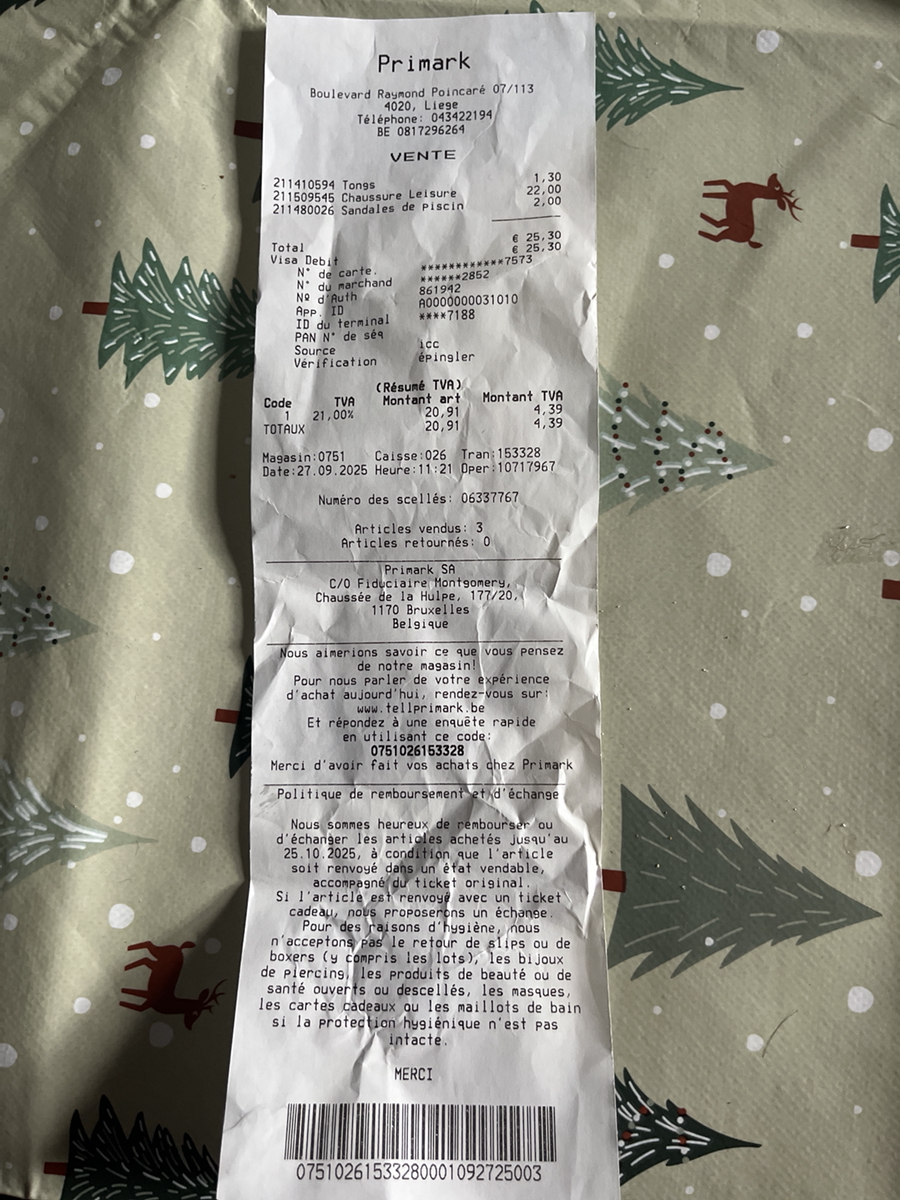 Primark
Boulevard Raymond Poincaré 07/113
4020, Liege
Téléphone: 043422194
BE 0817296264
VENTE
211410594 Tongs 1,30
211509545 Chaussure Leisure 22,00
211480026 Sandales de Piscin 2,00
Total € 25,30
Visa Debit € 25,30
N° de carte. ************7573
N° du marchand ******2852
Nº d'Auth 861942
App. ID A0000000031010
ID du terminal ****7188
PAN N° de séq
Source icc
Vérification épingler
(Résumé TVA)
Code TVA Montant art Montant TVA
1 21,00% 20,91 4,39
TOTAUX 20,91 4,39
Magasin:0751 Caisse:026 Tran:153328
Date:27.09.2025 Heure:11:21 Oper:10717967
Numéro des scellés: 06337767
Articles vendus: 3
Articles retournés: 0
Primark SA
C/O Fiduciaire Montgomery,
Chaussée de la Hulpe, 177/20,
1170 Bruxelles
Belgique
Nous aimerions savoir ce que vous pensez
de notre magasin!
Pour nous parler de votre expérience
d'achat aujourd'hui, rendez-vous sur:
www.tellprimark.be
Et répondez à une enquête rapide
en utilisant ce code:
0751026153328
Merci d'avoir fait vos achats chez Primark
Politique de remboursement et d'échange
Nous sommes heureux de rembourser ou
d'échanger les articles achetés jusqu'au
25.10.2025, à condition que l'article
soit renvoyé dans un état vendable,
accompagné du ticket original.
Si l'article est renvoyé avec un ticket
cadeau, nous proposerons un échange.
Pour des raisons d'hygiène, nous
n'acceptons pas le retour de slips ou de
boxers (y compris les lots), les bijoux
de piercing, les produits de beauté ou de
santé ouverts ou descellés, les masques,
les cartes cadeaux ou les maillots de bain
si la protection hygiénique n'est pas
intacte.
MERCI
07510261533280001092725003